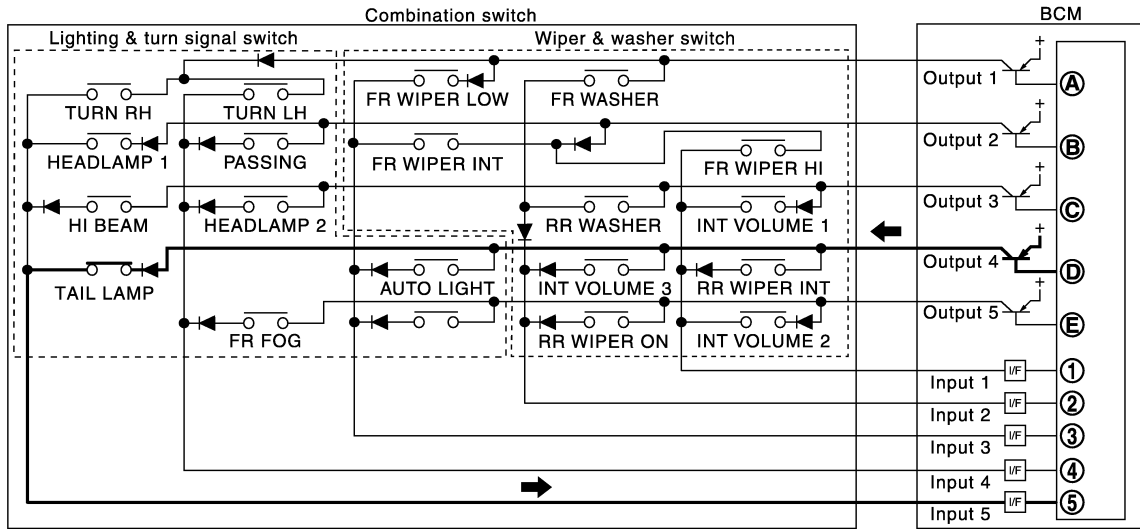 Combination switch
BCM
Lighting & turn signal switch
Wiper & washer switch
TURN RH
TURN LH
FR WIPER LOW
FR WASHER
Output 1
+
A
HEADLAMP 1
PASSING
FR WIPER INT
FR WIPER HI
Output 2
+
B
HI BEAM
HEADLAMP 2
RR WASHER
INT VOLUME 1
Output 3
+
C
TAIL LAMP
AUTO LIGHT
INT VOLUME 3
RR WIPER INT
Output 4
+
D
FR FOG
RR WIPER ON
INT VOLUME 2
Output 5
+
E
Input 1
I/F
1
Input 2
I/F
2
Input 3
I/F
3
Input 4
I/F
4
Input 5
I/F
5